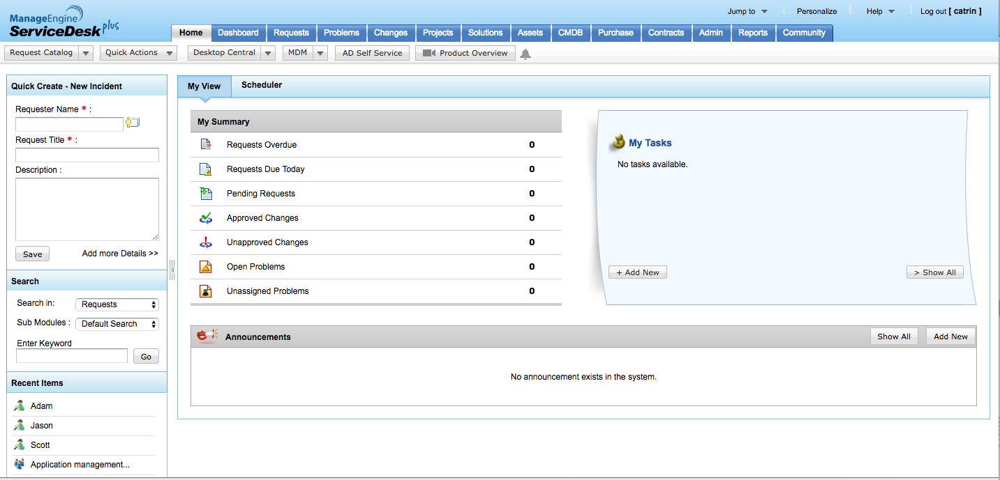 Jump to Personalize Help Log out [ catrin ]
ManageEngine
ServiceDesk plus
Home Dashboard Requests Problems Changes Projects Solutions Assets CMDB Purchase Contracts Admin Reports Community
Request Catalog Quick Actions Desktop Central MDM AD Self Service Product Overview
Quick Create - New Incident
Requester Name * :
Request Title * :
Description :
Save Add more Details >>
Search
Search in: Requests
Sub Modules : Default Search
Enter Keyword
Go
Recent Items
Adam
Jason
Scott
Application management...
My View Scheduler
My Summary
Requests Overdue 0
Requests Due Today 0
Pending Requests 0
Approved Changes 0
Unapproved Changes 0
Open Problems 0
Unassigned Problems 0
My Tasks
No tasks available.
+ Add New > Show All
Announcements Show All Add New
No announcement exists in the system.